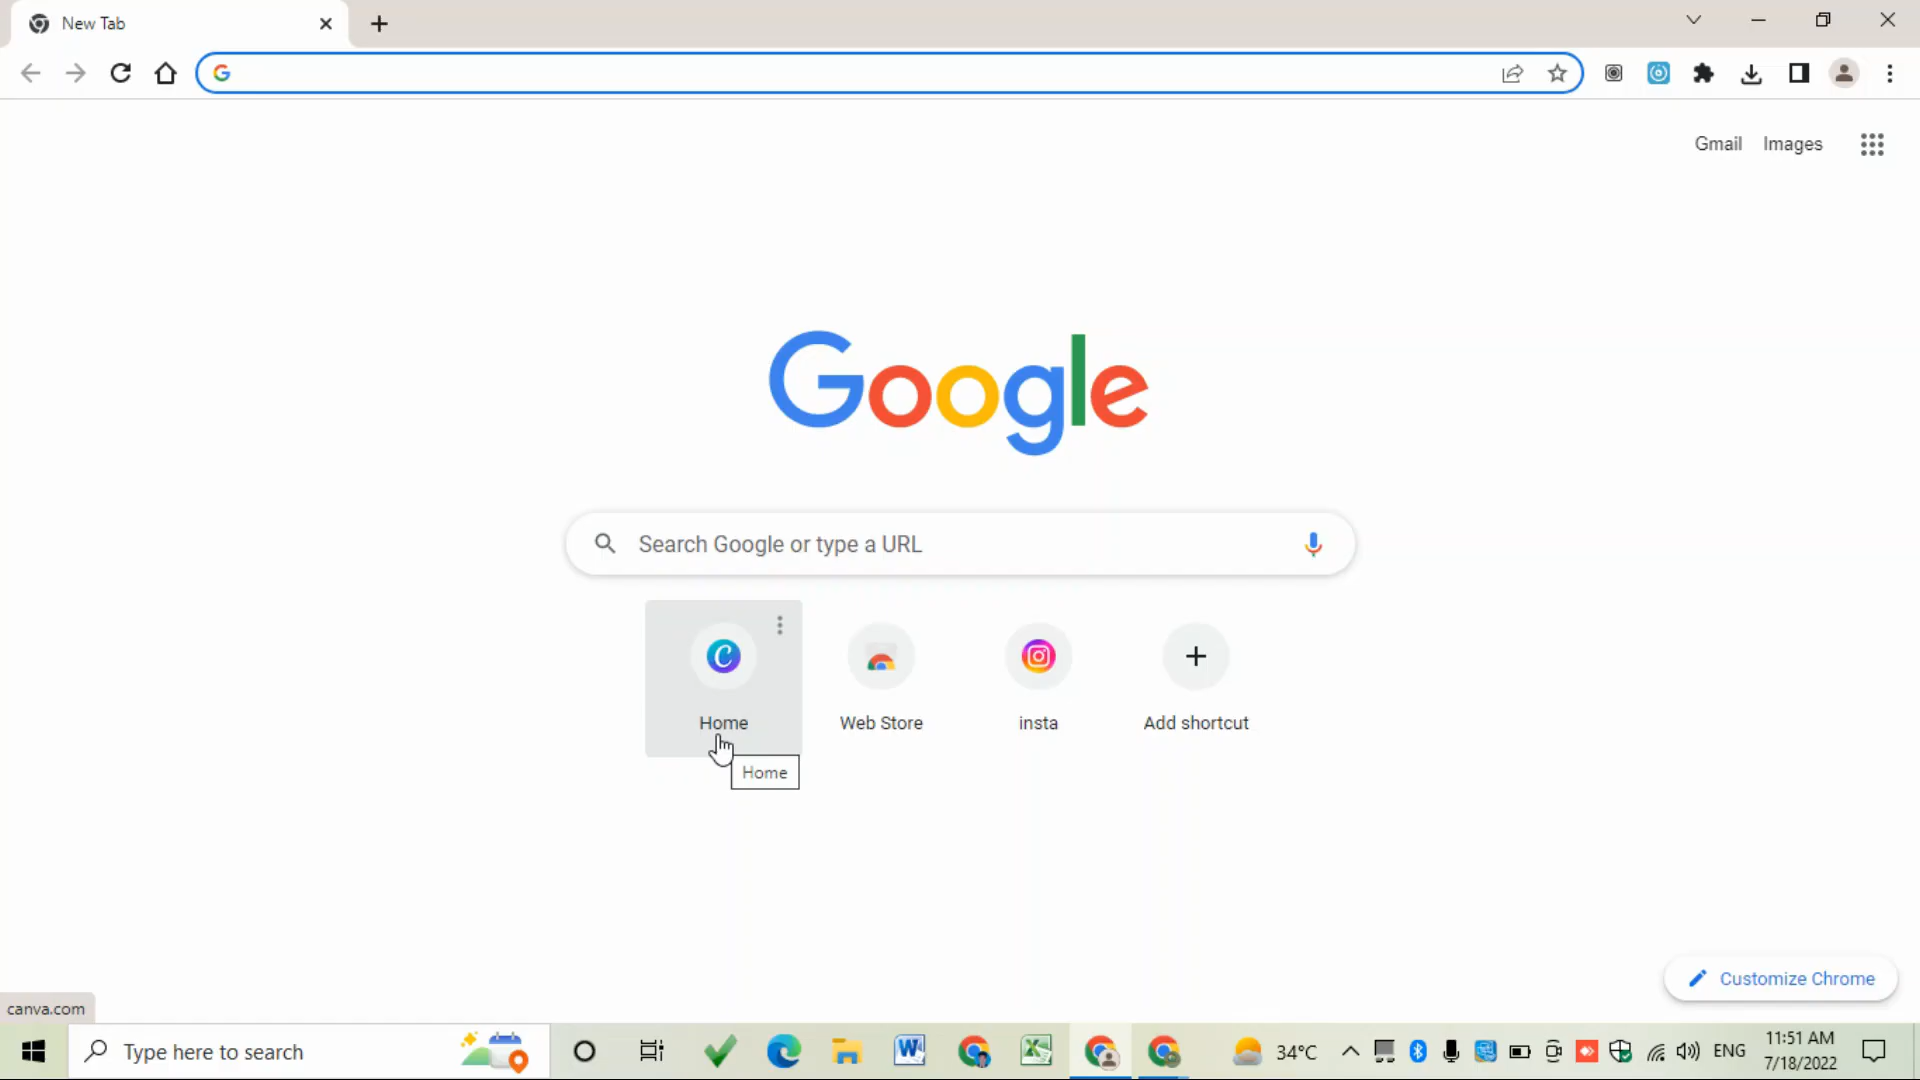 New Tab
Gmail Images
Google
Search Google or type a URL
Home
Web Store
insta
Add shortcut
Home
Customize Chrome
canva.com
Type here to search
34°C
ENG
11:51 AM
7/18/2022